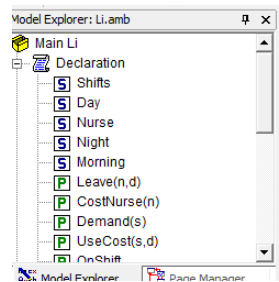 Model Explorer: Li.amb
Main Li
Declaration
S Shifts
S Day
S Nurse
S Night
S Morning
P Leave(n,d)
P CostNurse(n)
P Demand(s)
P UseCost(s,d)
P OnShift
Model Explorer Page Manager